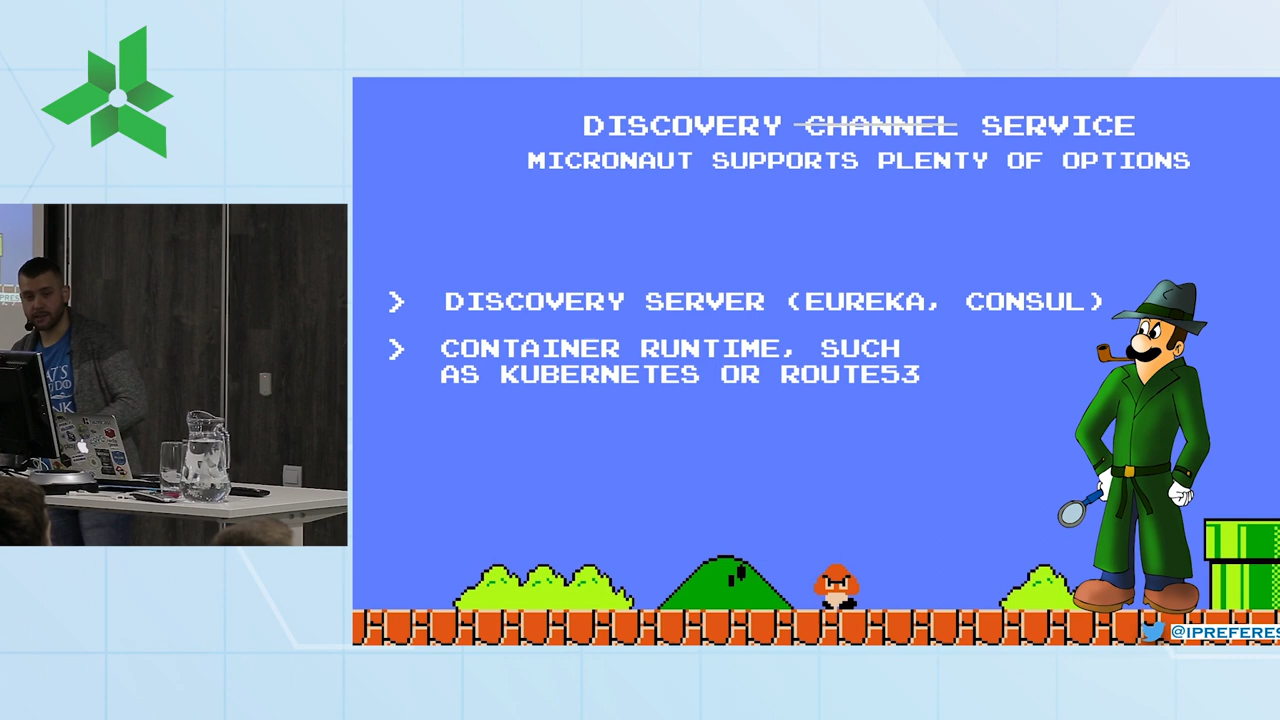 DISCOVERY CHANNEL SERVICE
MICRONAUT SUPPORTS PLENTY OF OPTIONS
> DISCOVERY SERVER (EUREKA, CONSUL)
> CONTAINER RUNTIME, SUCH
AS KUBERNETES OR ROUTE53
@IPREFERES